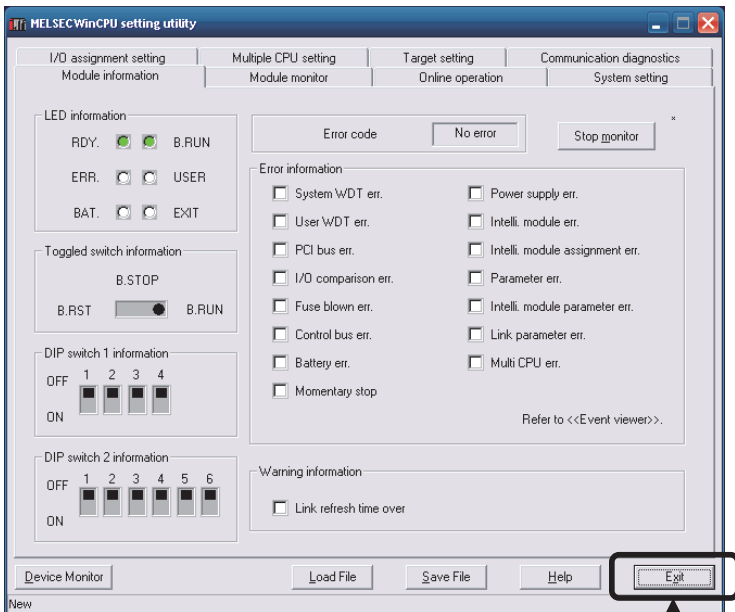 MELSECWinCPU setting utility
I/O assignment setting
Multiple CPU setting
Target setting
Communication diagnostics
Module information
Module monitor
Online operation
System setting
LED information
RDY. B.RUN
ERR. USER
BAT. EXIT
Toggled switch information
B.STOP
B.RST B.RUN
DIP switch 1 information
OFF 1 2 3 4
ON
DIP switch 2 information
OFF 1 2 3 4 5 6
ON
Error code No error
Stop monitor
*
Error information
System WDT err.
User WDT err.
PCI bus err.
I/O comparison err.
Fuse blown err.
Control bus err.
Battery err.
Momentary stop
Power supply err.
Intelli. module err.
Intelli. module assignment err.
Parameter err.
Intelli. module parameter err.
Link parameter err.
Multi CPU err.
Refer to <<Event viewer>>.
Warning information
Link refresh time over
Device Monitor
Load File
Save File
Help
Exit
New